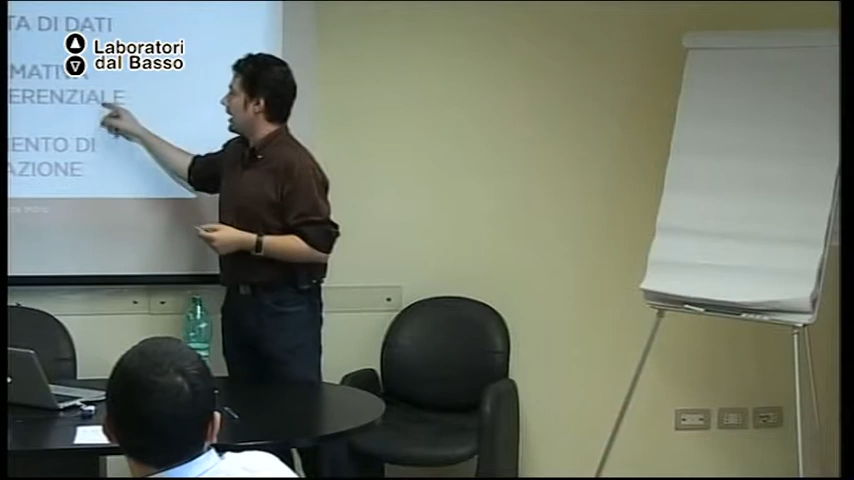 TA DI DATI
Laboratori
dal Basso
MATIVA
ERENZIALE
ENTO DI
AZIONE